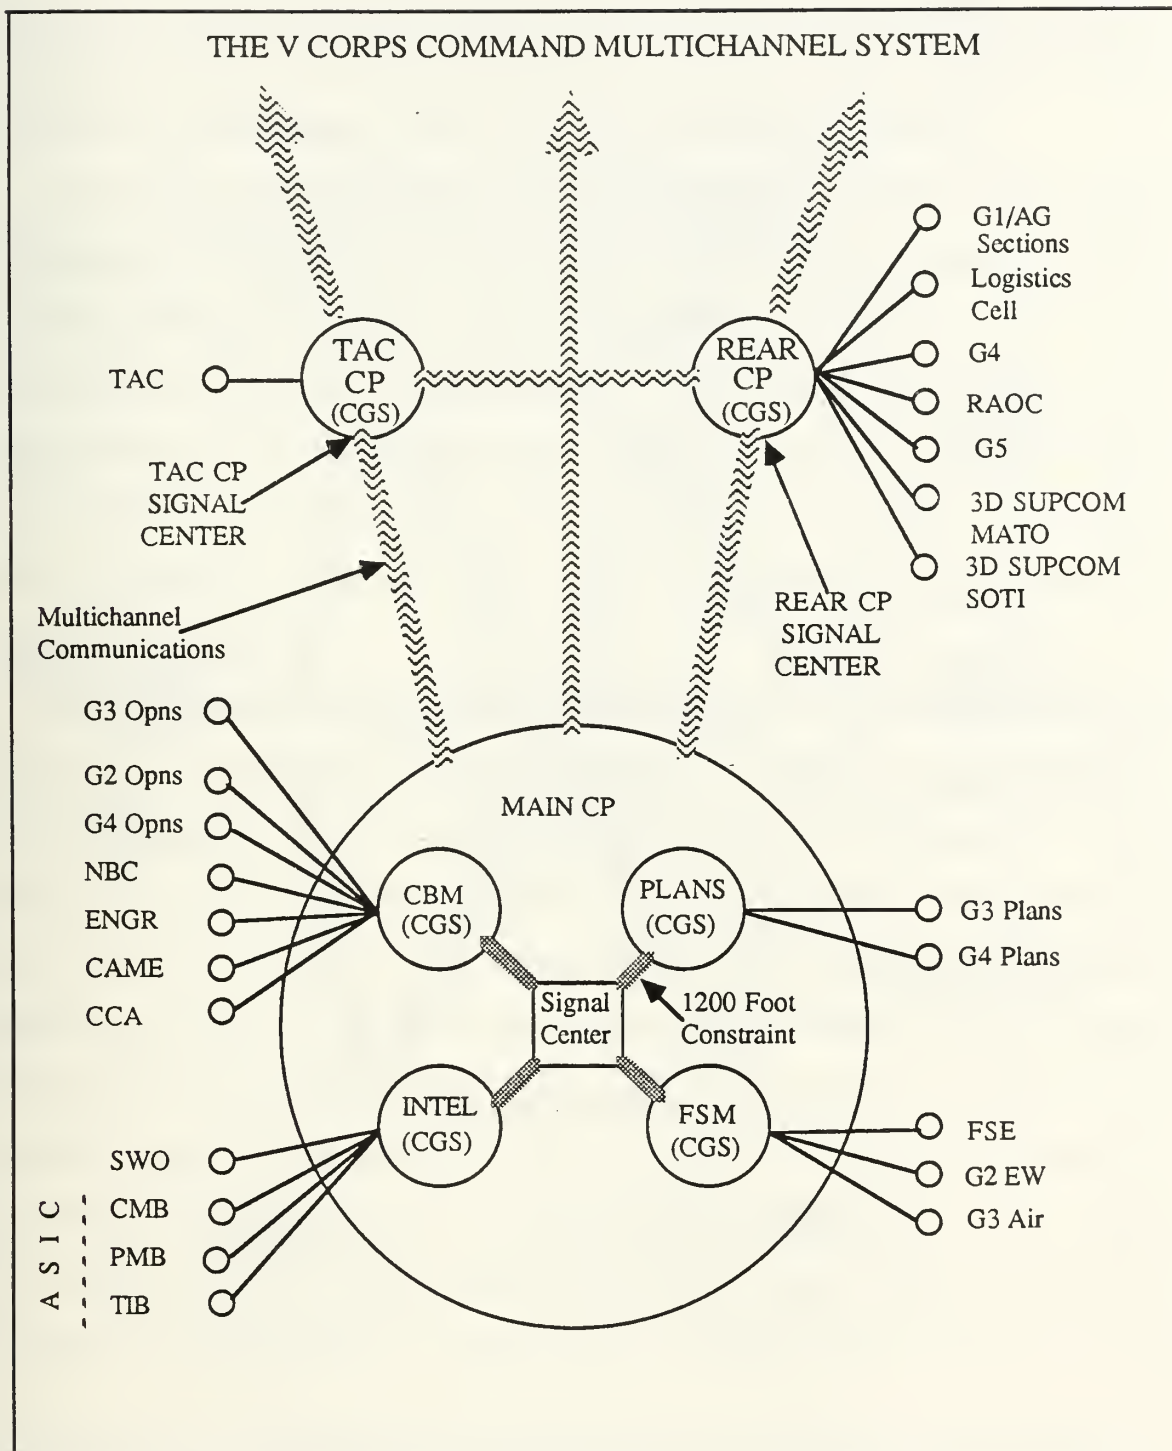 THE V CORPS COMMAND MULTICHANNEL SYSTEM
G1/AG
Sections
Logistics
Cell
G4
RAOC
G5
3D SUPCOM
MATO
3D SUPCOM
SOTI
TAC
TAC
CP
(CGS)
REAR
CP
(CGS)
TAC CP
SIGNAL
CENTER
REAR CP
SIGNAL
CENTER
Multichannel
Communications
G3 Opns
G2 Opns
G4 Opns
NBC
ENGR
CAME
CCA
MAIN CP
CBM
(CGS)
PLANS
(CGS)
G3 Plans
G4 Plans
Signal
Center
1200 Foot
Constraint
INTEL
(CGS)
FSM
(CGS)
FSE
G2 EW
G3 Air
SWO
CMB
PMB
TIB
ASIC